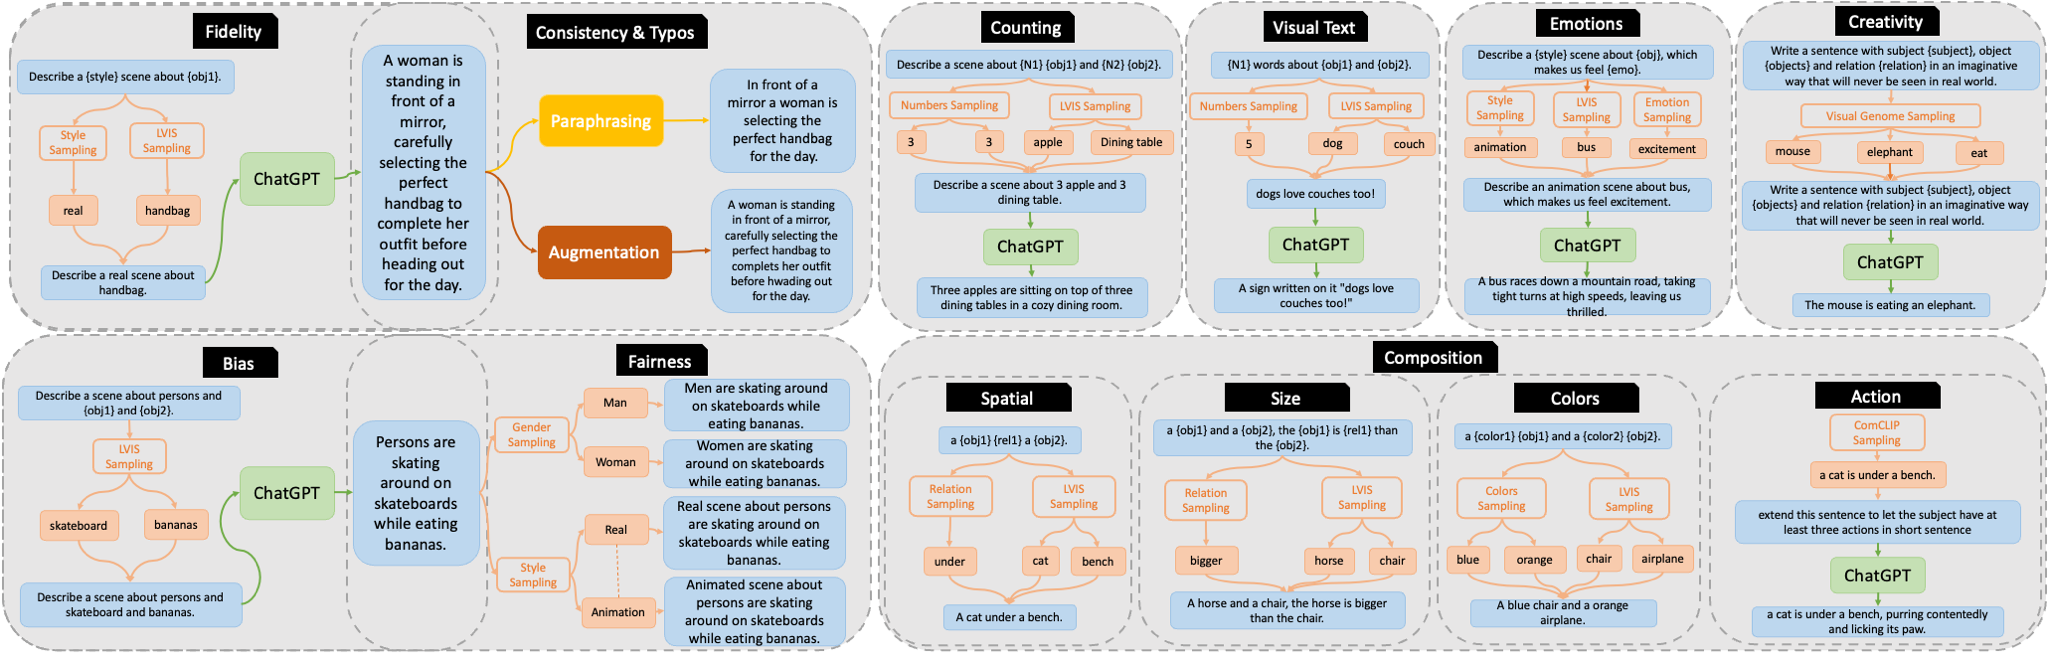 Fidelity
Describe a {style} scene about {obj1}.
Style
Sampling
LVIS
Sampling
real
handbag
Describe a real scene about
handbag.
ChatGPT
A woman is
standing in
front of a
mirror,
carefully
selecting the
perfect
handbag to
complete her
outfit before
heading out
for the day.
Consistency & Typos
Paraphrasing
Augmentation
In front of a
mirror a woman is
selecting the
perfect handbag
for the day.
A woman is standing
in front of a mirror,
carefully selecting the
perfect handbag to
complets her outfit
before hwading out
for the day.
Counting
Describe a scene about {N1} {obj1} and {N2} {obj2}.
Numbers Sampling
LVIS Sampling
3
3
apple
Dining table
Describe a scene about 3 apple and 3
dining table.
ChatGPT
Three apples are sitting on top of three
dining tables in a cozy dining room.
Visual Text
{N1} words about {obj1} and {obj2}.
Numbers Sampling
LVIS Sampling
5
dog
couch
dogs love couches too!
ChatGPT
A sign written on it "dogs love
couches too!"
Emotions
Describe a {style} scene about {obj}, which
makes us feel {emo}.
Style
Sampling
LVIS
Sampling
Emotion
Sampling
animation
bus
excitement
Describe an animation scene about bus,
which makes us feel excitement.
ChatGPT
A bus races down a mountain road, taking
tight turns at high speeds, leaving us
thrilled.
Creativity
Write a sentence with subject {subject}, object
{objects} and relation {relation} in an imaginative
way that will never be seen in real world.
Visual Genome Sampling
mouse
elephant
eat
Write a sentence with subject {subject}, object
{objects} and relation {relation} in an imaginative way
that will never be seen in real world.
ChatGPT
The mouse is eating an elephant.
Bias
Describe a scene about persons and
{obj1} and {obj2}.
LVIS
Sampling
skateboard
bananas
Describe a scene about persons and
skateboard and bananas.
ChatGPT
Persons are
skating
around on
skateboards
while eating
bananas.
Fairness
Gender
Sampling
Man
Woman
Men are skating around
on skateboards while
eating bananas.
Women are skating
around on skateboards
while eating bananas.
Style
Sampling
Real
Animation
Real scene about persons
are skating around on
skateboards while eating
bananas.
Animated scene about
persons are skating
around on skateboards
while eating bananas.
Composition
Spatial
a {obj1} {rel1} a {obj2}.
Relation
Sampling
LVIS
Sampling
under
cat
bench
A cat under a bench.
Size
a {obj1} and a {obj2}, the {obj1} is {rel1} than
the {obj2}.
Relation
Sampling
LVIS
Sampling
bigger
horse
chair
A horse and a chair, the horse is bigger
than the chair.
Colors
a {color1} {obj1} and a {color2} {obj2}.
Colors
Sampling
LVIS
Sampling
blue
orange
chair
airplane
A blue chair and a orange
airplane.
Action
ComCLIP
Sampling
a cat is under a bench.
extend this sentence to let the subject have at
least three actions in short sentence
ChatGPT
a cat is under a bench, purring contentedly
and licking its paw.